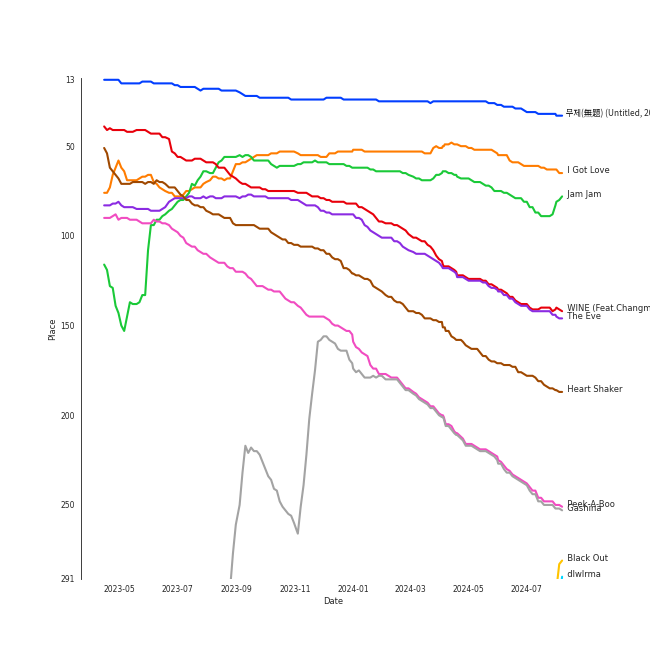 13
50
100
150
200
250
291
Place
2023-05
2023-07
2023-09
2023-11
2024-01
2024-03
2024-05
2024-07
Date
무제(無題) (Untitled, 20
I Got Love
Jam Jam
WINE (Feat.Changm
The Eve
Heart Shaker
Peek-A-Boo
Gashina
Black Out
dlwlrma